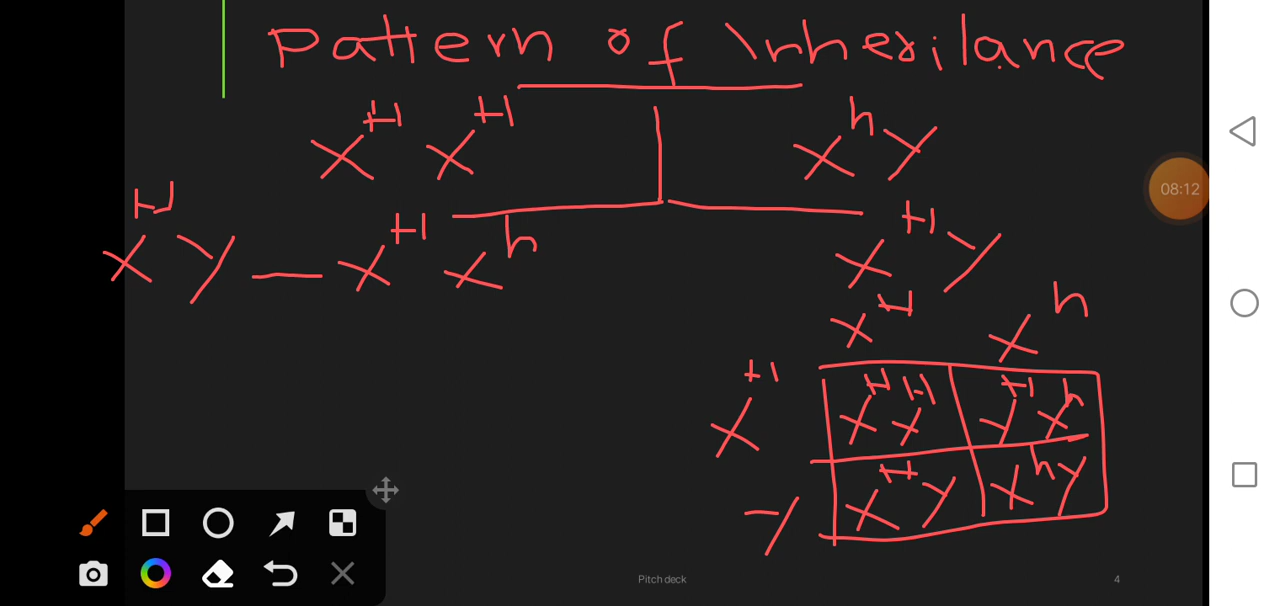 Pattern of Inheritance
X^H X^H X^h Y
X^H Y — X^H X^h X^H Y
08:12
X^H X^h
X^H X^H X^H X^H X^h
Y X^H Y X^h Y
Pitch deck 4